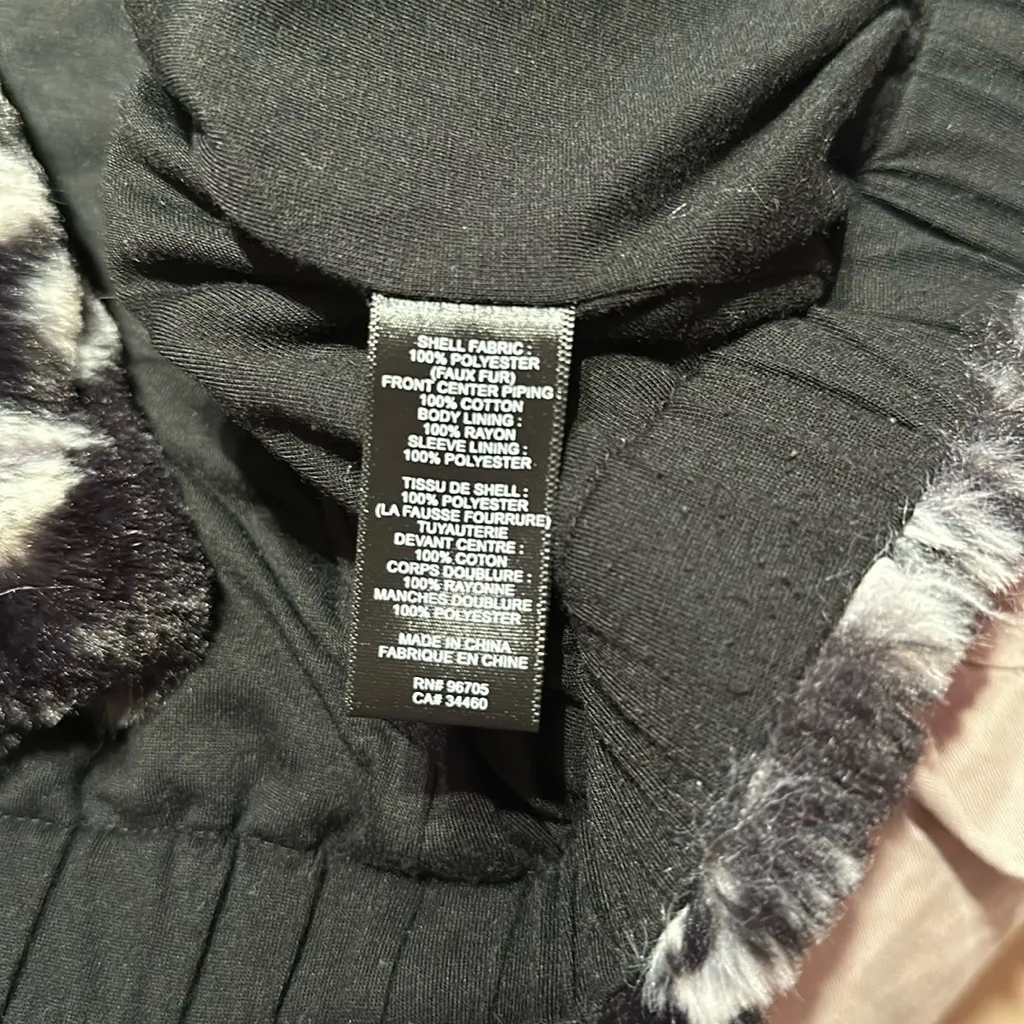 SHELL FABRIC :
100% POLYESTER
(FAUX FUR)
FRONT CENTER PIPING :
100% COTTON
BODY LINING :
100% RAYON
SLEEVE LINING :
100% POLYESTER
TISSU DE SHELL :
100% POLYESTER
(LA FAUSSE FOURRURE)
TUYAUTERIE
DEVANT CENTRE :
100% COTON
CORPS DOUBLURE :
100% RAYONNE
MANCHES DOUBLURE :
100% POLYESTER
MADE IN CHINA
FABRIQUE EN CHINE
RN# 96705
CA# 34460